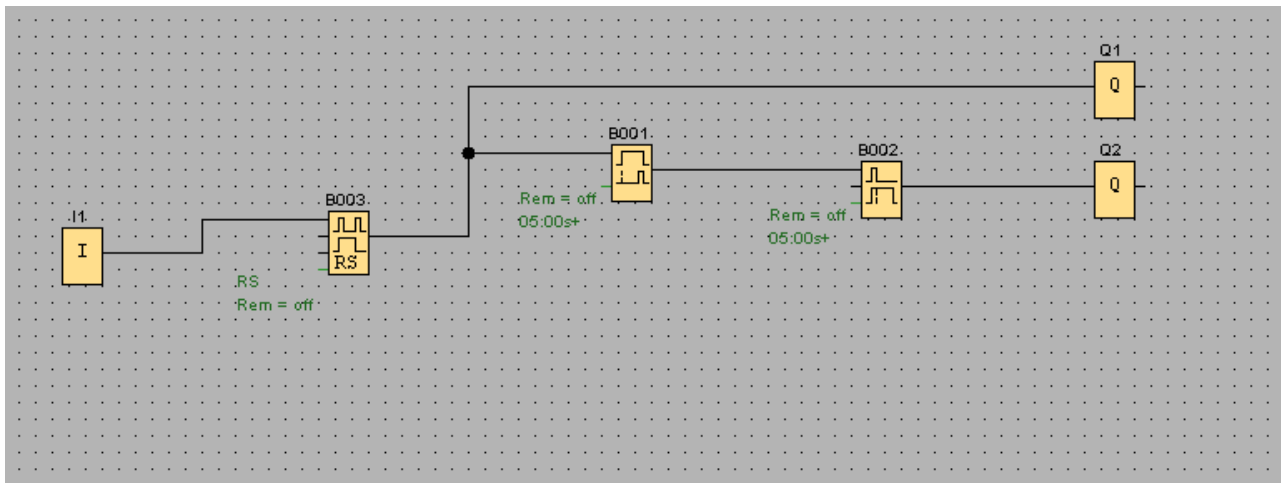 Q1
Q
B001
B002
Q2
Q
Rem = off
05:00s+
Rem = off
05:00s+
B003
RS
I1
I
RS
Rem = off